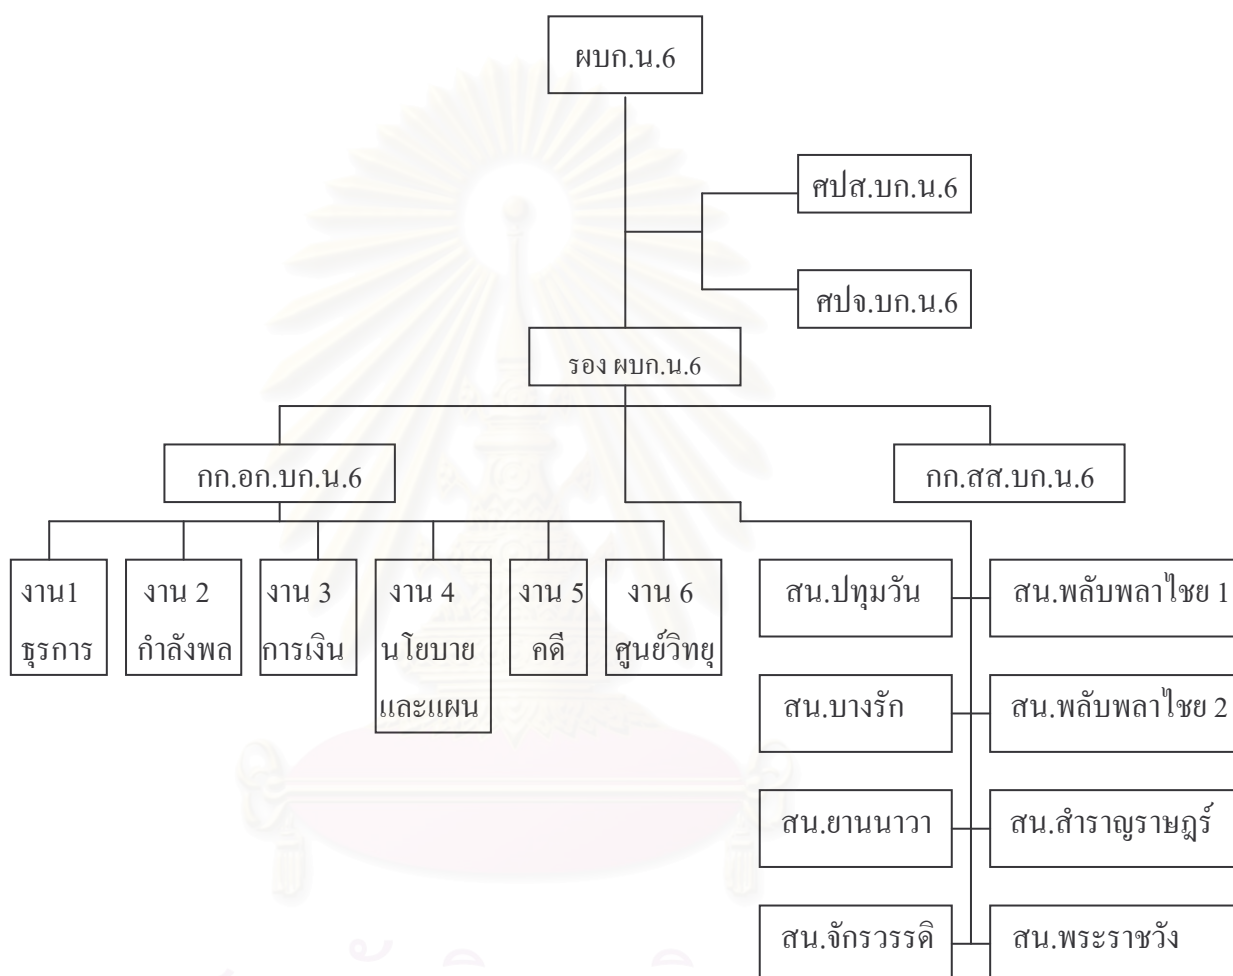 ผบก.น.6
ศปส.บก.น.6
ศปจ.บก.น.6
รอง ผบก.น.6
กก.อก.บก.น.6
กก.สส.บก.น.6
งาน1
ธุรการ
งาน 2
กำลังพล
งาน 3
การเงิน
งาน 4
นโยบาย
และแผน
งาน 5
คดี
งาน 6
ศูนย์วิทยุ
สน.ปทุมวัน
สน.พลับพลาไชย 1
สน.บางรัก
สน.พลับพลาไชย 2
สน.ยานนาวา
สน.สำราญราษฎร์
สน.จักรวรรดิ
สน.พระราชวัง